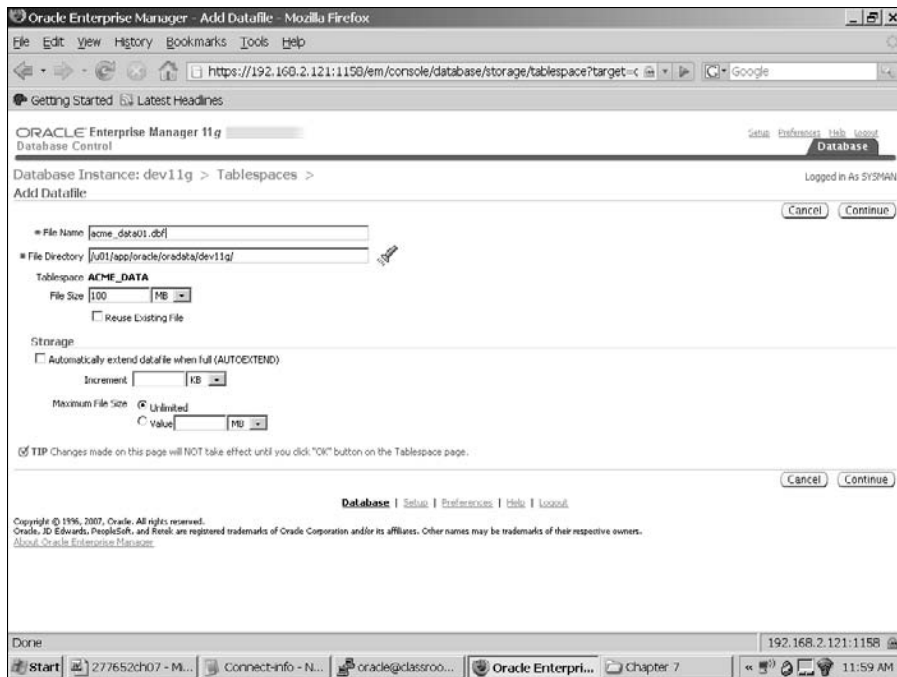 Oracle Enterprise Manager - Add Datafile - Mozilla Firefox
File Edit View History Bookmarks Tools Help
https://192.168.2.121:1158/em/console/database/storage/tablespace?target=c
Google
Getting Started Latest Headlines
ORACLE Enterprise Manager 11g
Database Control
Setup Preferences Help Logout
Database
Database Instance: dev11g > Tablespaces >
Logged in As SYSMAN
Add Datafile
Cancel Continue
* File Name acme_data01.dbf
* File Directory /u01/app/oracle/oradata/dev11g/
Tablespace ACME_DATA
File Size 100 MB
Reuse Existing File
Storage
Automatically extend datafile when full (AUTOEXTEND)
Increment KB
Maximum File Size Unlimited
Value MB
TIP Changes made on this page will NOT take effect until you click "OK" button on the Tablespace page.
Cancel Continue
Database | Setup | Preferences | Help | Logout
Copyright © 1996, 2007, Oracle. All rights reserved.
Oracle, JD Edwards, PeopleSoft, and Retek are registered trademarks of Oracle Corporation and/or its affiliates. Other names may be trademarks of their respective owners.
About Oracle Enterprise Manager
Done
192.168.2.121:1158
Start 277652ch07 - M... Connect-info - N... oracle@classroo... Oracle Enterpri... Chapter 7 « 11:59 AM